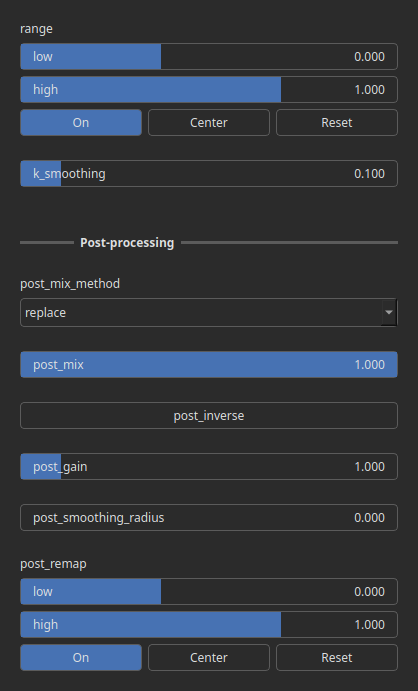 range
low 0.000
high 1.000
On Center Reset
k_smoothing 0.100
Post-processing
post_mix_method
replace
post_mix 1.000
post_inverse
post_gain 1.000
post_smoothing_radius 0.000
post_remap
low 0.000
high 1.000
On Center Reset